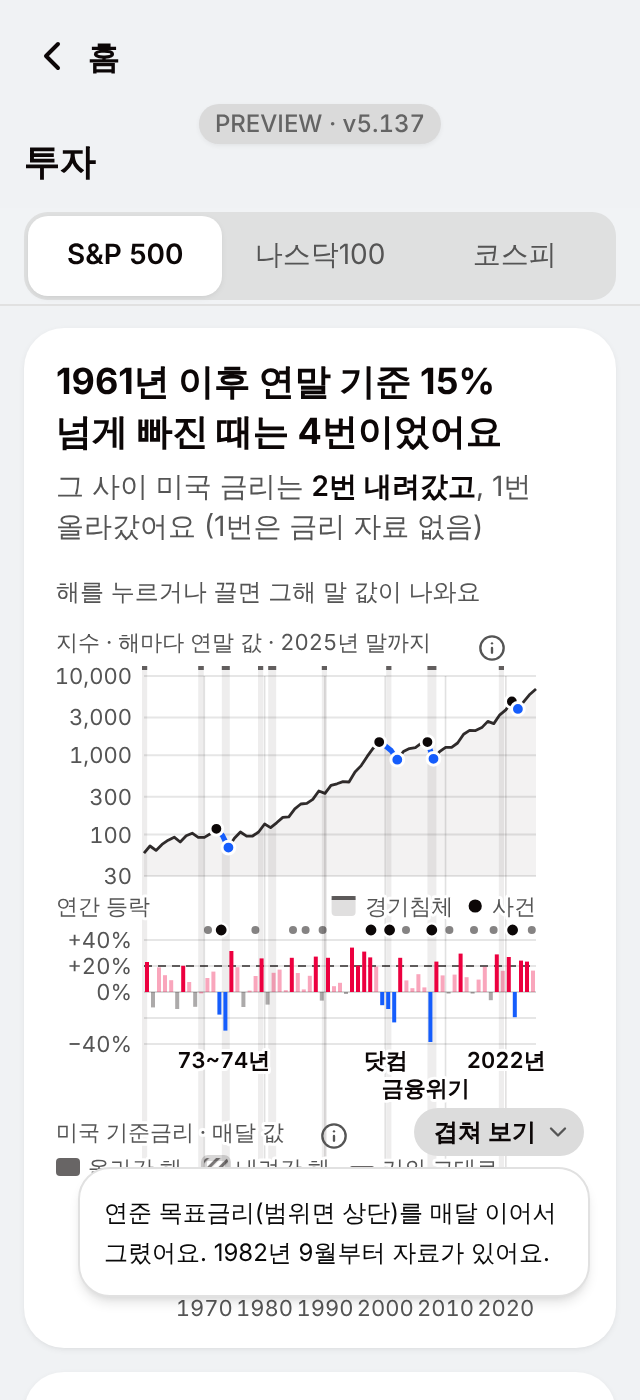 홈
PREVIEW · v5.137
투자
S&P 500 나스닥100 코스피
1961년 이후 연말 기준 15%
넘게 빠진 때는 4번이었어요
그 사이 미국 금리는 2번 내려갔고, 1번
올라갔어요 (1번은 금리 자료 없음)
해를 누르거나 끌면 그해 말 값이 나와요
지수 · 해마다 연말 값 · 2025년 말까지
10,000
3,000
1,000
300
100
30
연간 등락 경기침체 사건
+40%
+20%
0%
−40%
73~74년 닷컴 2022년
금융위기
미국 기준금리 · 매달 값 겹쳐 보기
연준 목표금리(범위면 상단)를 매달 이어서
그렸어요. 1982년 9월부터 자료가 있어요.
1970 1980 1990 2000 2010 2020